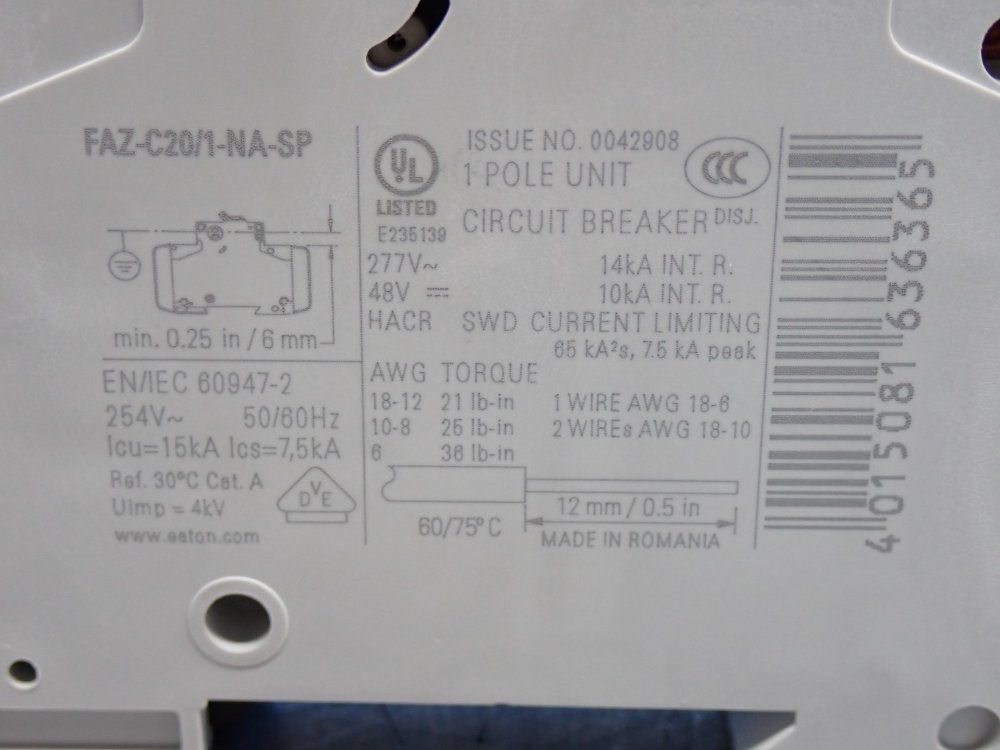 FAZ-C20/1-NA-SP
min. 0.25 in / 6 mm
EN/IEC 60947-2
254V~ 50/60Hz
Icu=15kA Ics=7,5kA
Ref. 30°C Cat. A
Uimp = 4kV
www.eaton.com
VDE
UL
LISTED
E235139
ISSUE NO. 0042908
1 POLE UNIT
CCC
CIRCUIT BREAKER DISJ.
277V~ 14kA INT. R.
48V ⎓ 10kA INT. R.
HACR SWD CURRENT LIMITING
65 kA²s, 7.5 kA peak
AWG TORQUE
18-12 21 lb-in 1 WIRE AWG 18-6
10-8 25 lb-in 2 WIREs AWG 18-10
6 36 lb-in
12 mm / 0.5 in
60/75°C
MADE IN ROMANIA
4015081636365